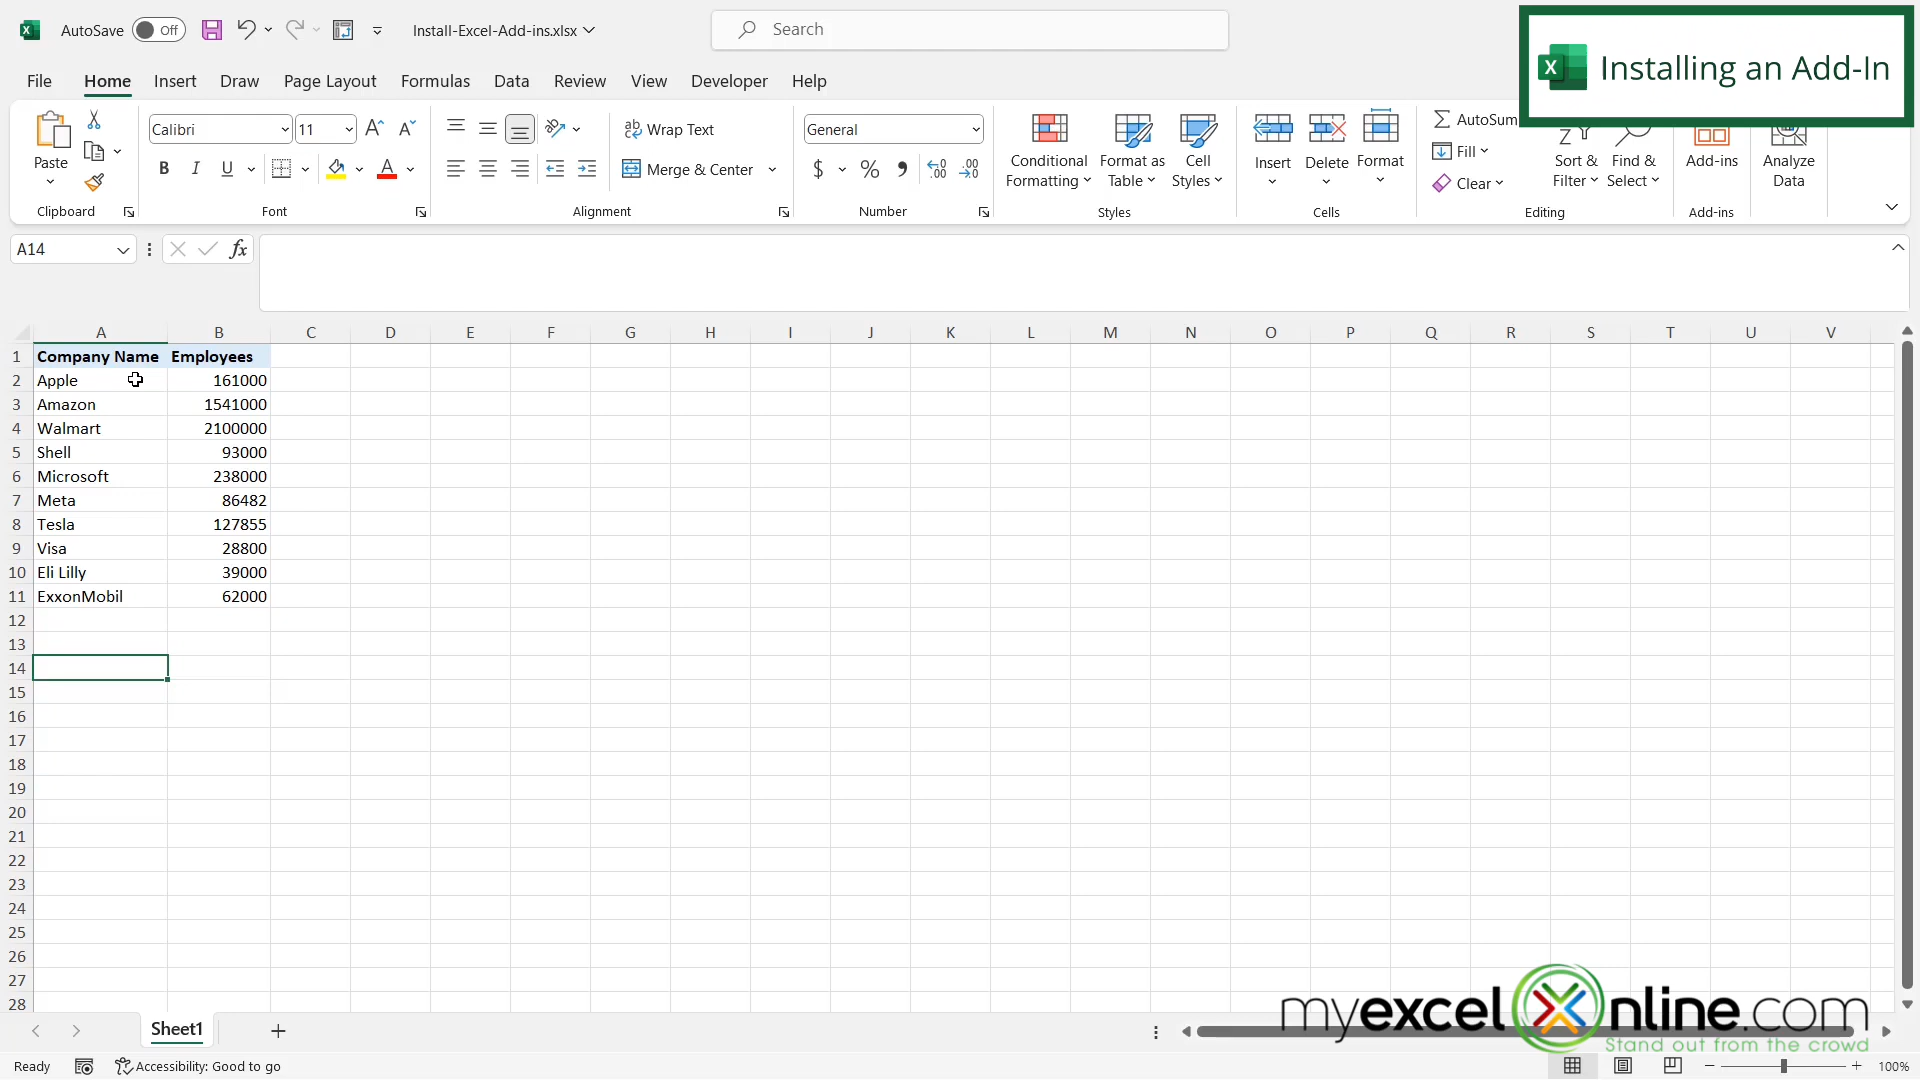 AutoSave Off Install-Excel-Add-ins.xlsx Search
Installing an Add-In
File Home Insert Draw Page Layout Formulas Data Review View Developer Help
Paste
Clipboard
Calibri 11
B I U
Font
ab Wrap Text
Merge & Center
Alignment
General
$ % 9 .00
Number
Conditional Formatting
Format as Table
Cell Styles
Styles
Insert Delete Format
Cells
AutoSum
Fill
Clear
Sort & Filter
Find & Select
Editing
Add-ins
Add-ins
Analyze Data
A14 fx
A B C D E F G H I J K L M N O P Q R S T U V
1 Company Name Employees
2 Apple 161000
3 Amazon 1541000
4 Walmart 2100000
5 Shell 93000
6 Microsoft 238000
7 Meta 86482
8 Tesla 127855
9 Visa 28800
10 Eli Lilly 39000
11 ExxonMobil 62000
12
13
14
15
16
17
18
19
20
21
22
23
24
25
26
27
28
myexcelonline.com
Stand out from the crowd
Sheet1
Ready Accessibility: Good to go 100%